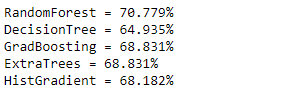 RandomForest = 70.779%
DecisionTree = 64.935%
GradBoosting = 68.831%
ExtraTrees = 68.831%
HistGradient = 68.182%